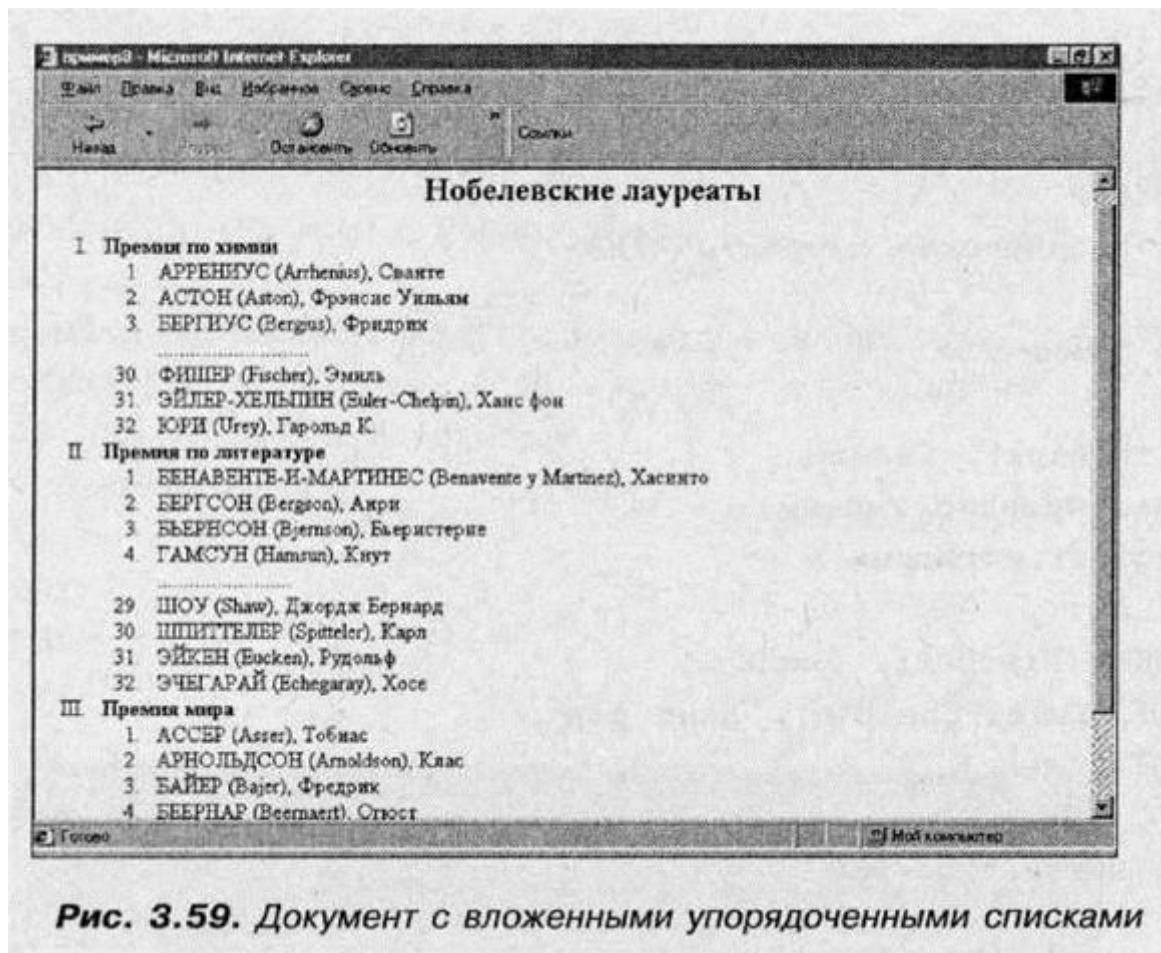 пример3 - Microsoft Internet Explorer
Файл Правка Вид Избранное Сервис Справка
Назад Остановить Обновить » Ссылки
Нобелевские лауреаты
I. Премия по химии
1. АРРЕНИУС (Arrhenius), Сванте
2. АСТОН (Aston), Фрэнсис Уильям
3. БЕРГИУС (Bergius), Фридрих
..............................
30. ФИШЕР (Fischer), Эмиль
31. ЭЙЛЕР-ХЕЛЬПИН (Euler-Chelpin), Ханс фон
32. ЮРИ (Urey), Гарольд К.
II. Премия по литературе
1. БЕНАВЕНТЕ-И-МАРТИНЕС (Benavente y Martinez), Хасинто
2. БЕРГСОН (Bergson), Анри
3. БЬЕРНСОН (Bjernson), Бьернстерне
4. ГАМСУН (Hamsun), Кнут
..............................
29. ШОУ (Shaw), Джордж Бернард
30. ШПИТТЕЛЕР (Spitteler), Карл
31. ЭЙКЕН (Eucken), Рудольф
32. ЭЧЕГАРАЙ (Echegaray), Хосе
III. Премия мира
1. АССЕР (Asser), Тобиас
2. АРНОЛЬДСОН (Arnoldson), Клас
3. БАЙЕР (Bajer), Фредрик
4. БЕЕРНАР (Beernaert), Огюст
Готово Мой компьютер
Рис. 3.59. Документ с вложенными упорядоченными списками